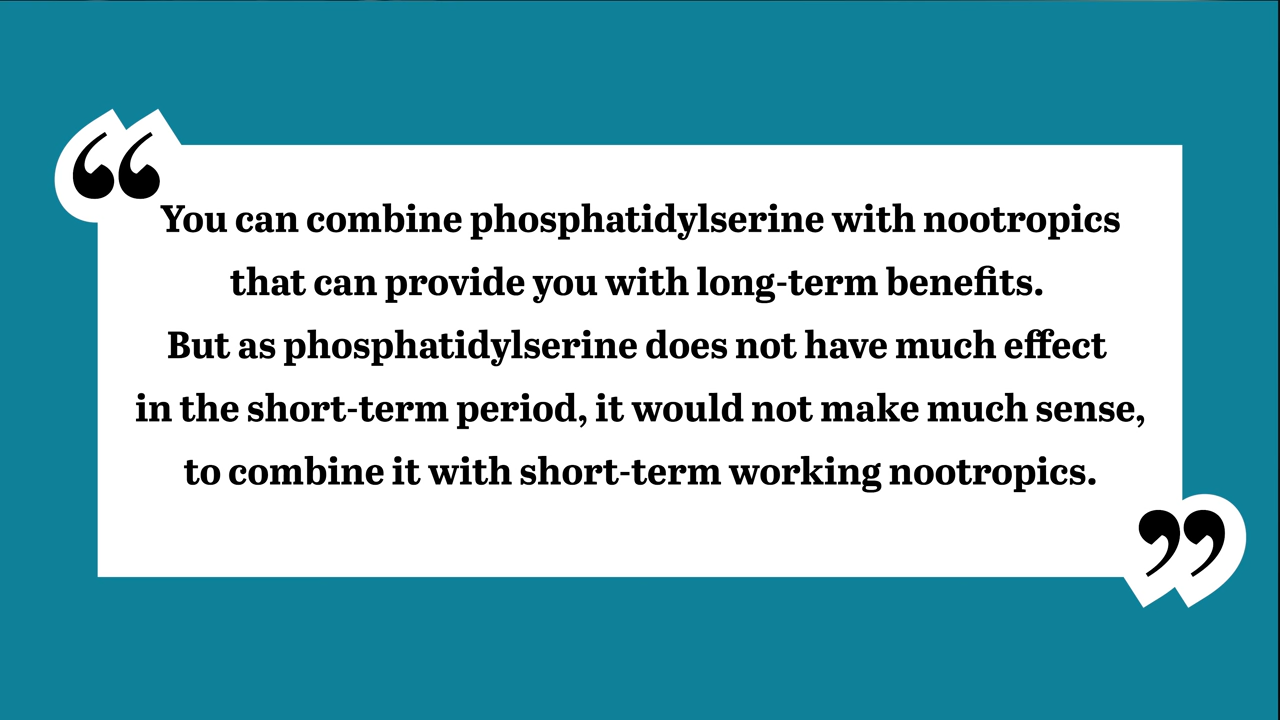 “
You can combine phosphatidylserine with nootropics
that can provide you with long-term benefits.
But as phosphatidylserine does not have much effect
in the short-term period, it would not make much sense,
to combine it with short-term working nootropics.
”